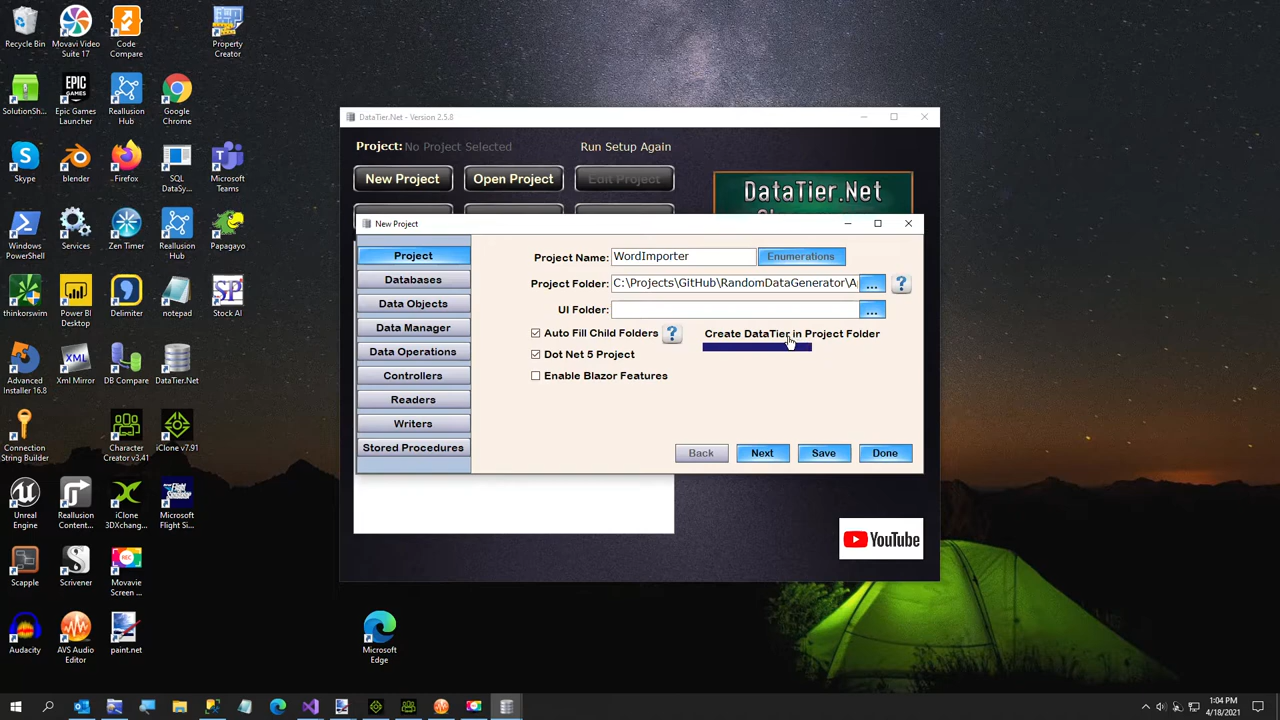 Recycle Bin
Movavi Video
Suite 17
Code
Compare
Property
Creator
SolutionSh...
EPIC
GAMES
Epic Games
Launcher
Reallusion
Hub
Google
Chrome
Skype
blender
Firefox
SQL
DataSy...
Microsoft
Teams
Windows
PowerShell
Services
Zen Timer
Reallusion
Hub
Papagayo
thinkorswim
Power BI
Desktop
Delimiter
notepad
Stock AI
Advanced
Installer 16.8
XML
Xml Mirror
DB Compare
DataTier.Net
Connection
String Builder
Character
Creator v3.41
iClone v7.91
Unreal
Engine
Reallusion
Content...
iClone
3DXchang...
Microsoft
Flight Si...
Scapple
Scrivener
REC
Movavie
Screen ...
Audacity
AVS Audio
Editor
paint.net
Microsoft
Edge
DataTier.Net - Version 2.5.8
Project: No Project Selected
Run Setup Again
New Project
Open Project
Edit Project
DataTier.Net
New Project
Project
Databases
Data Objects
Data Manager
Data Operations
Controllers
Readers
Writers
Stored Procedures
Project Name: WordImporter
Enumerations
Project Folder: C:\Projects\GitHub\RandomDataGenerator\A
...
?
UI Folder:
...
Auto Fill Child Folders
?
Create DataTier in Project Folder
Dot Net 5 Project
Enable Blazor Features
Back
Next
Save
Done
YouTube
1:04 PM
4/18/2021